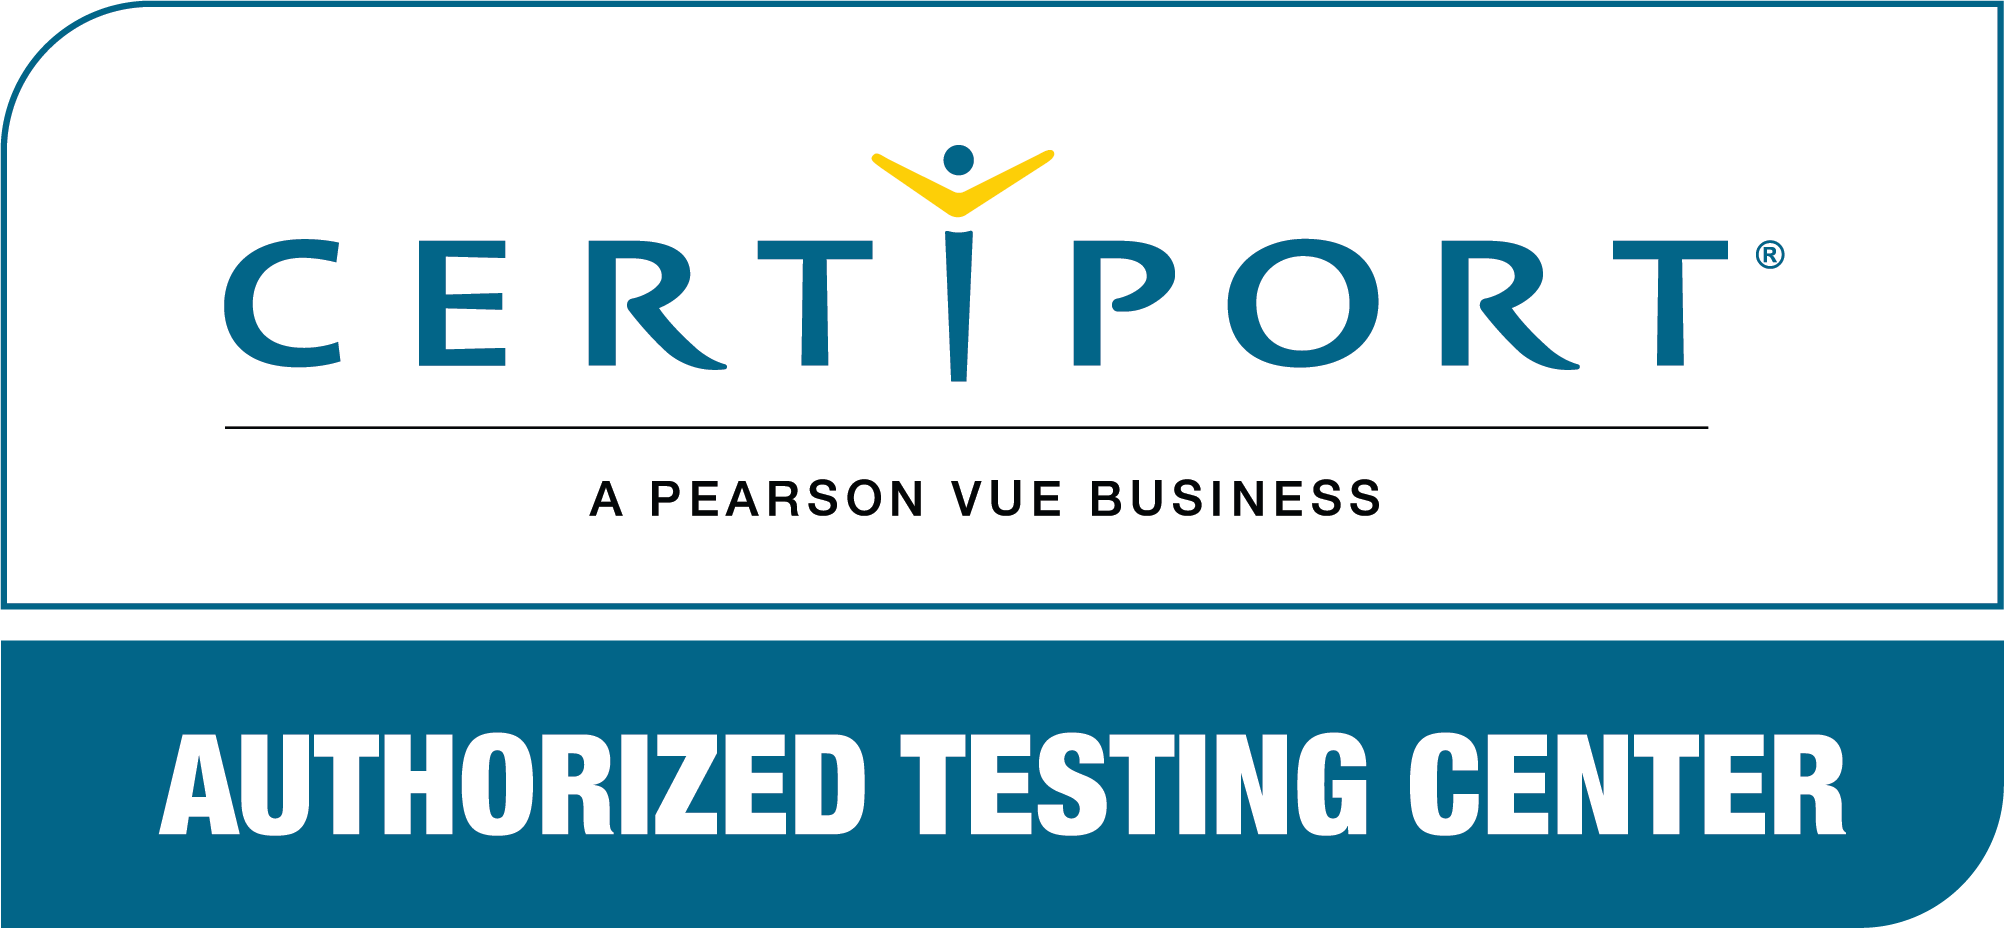 CERTIPORT®
A PEARSON VUE BUSINESS
AUTHORIZED TESTING CENTER